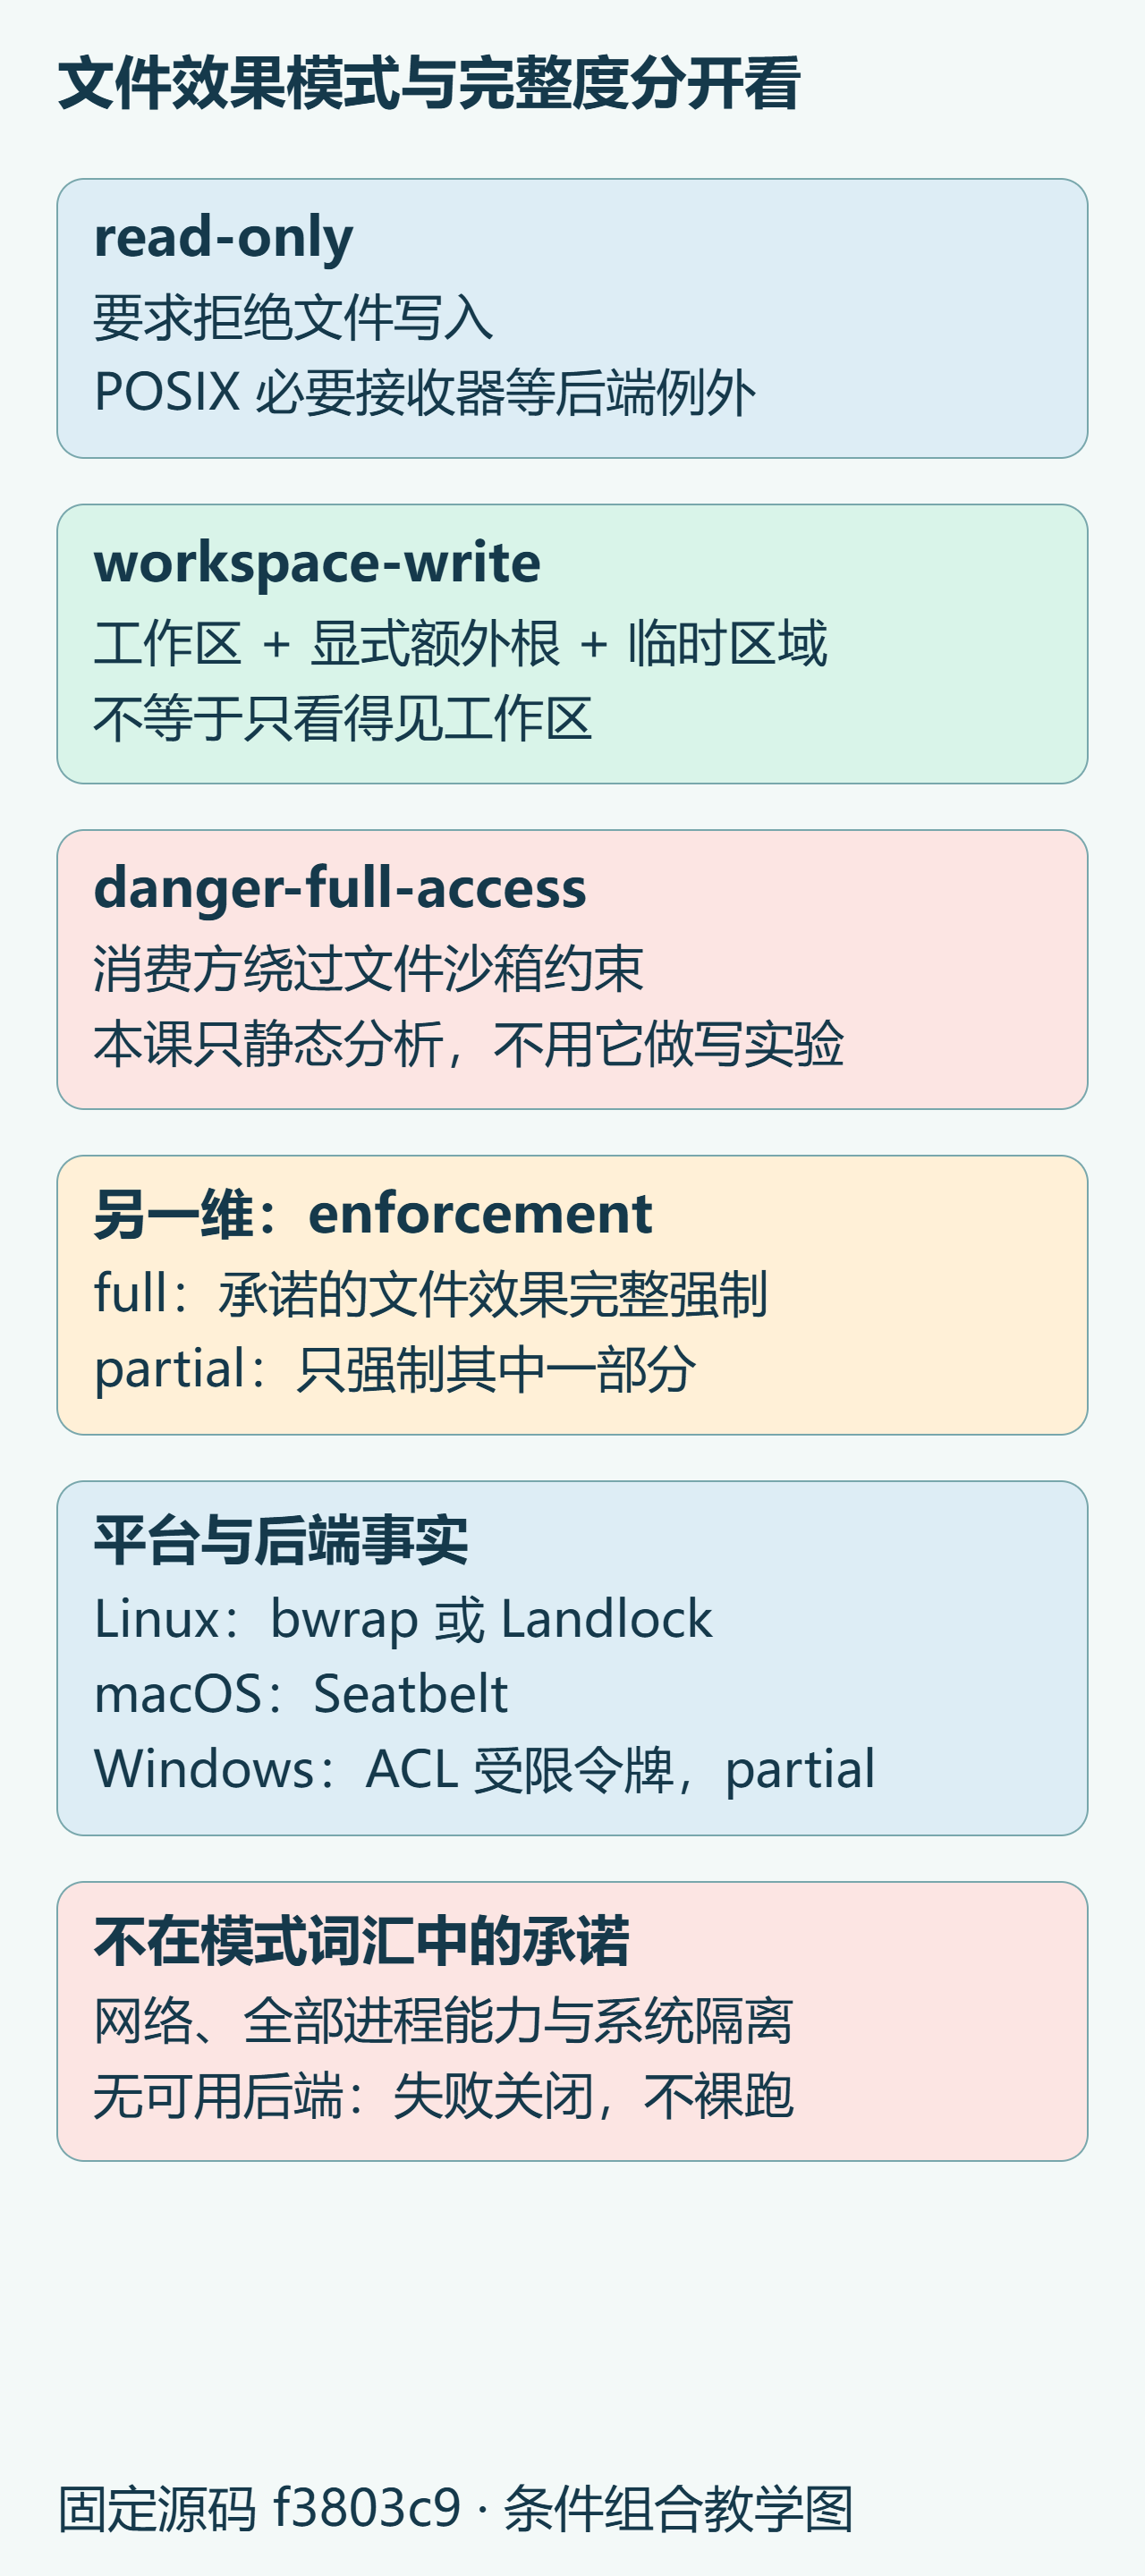 文件效果模式与完整度分开看
read-only
要求拒绝文件写入
POSIX 必要接收器等后端例外
workspace-write
工作区 + 显式额外根 + 临时区域
不等于只看得见工作区
danger-full-access
消费方绕过文件沙箱约束
本课只静态分析，不用它做写实验
另一维：enforcement
full：承诺的文件效果完整强制
partial：只强制其中一部分
平台与后端事实
Linux：bwrap 或 Landlock
macOS：Seatbelt
Windows：ACL 受限令牌，partial
不在模式词汇中的承诺
网络、全部进程能力与系统隔离
无可用后端：失败关闭，不裸跑
固定源码 f3803c9 · 条件组合教学图